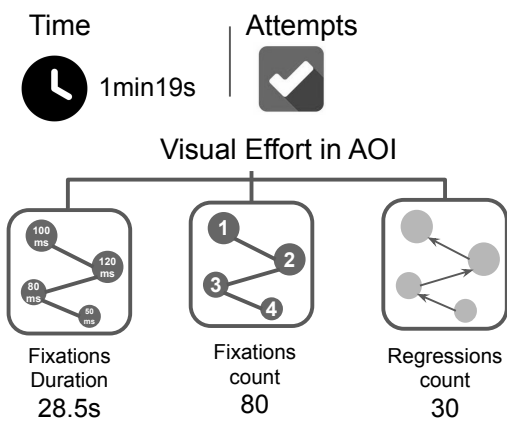 Time
Attempts
1min19s
Visual Effort in AOI
100
ms
120
ms
80
ms
50
ms
1
2
3
4
Fixations
Duration
28.5s
Fixations
count
80
Regressions
count
30